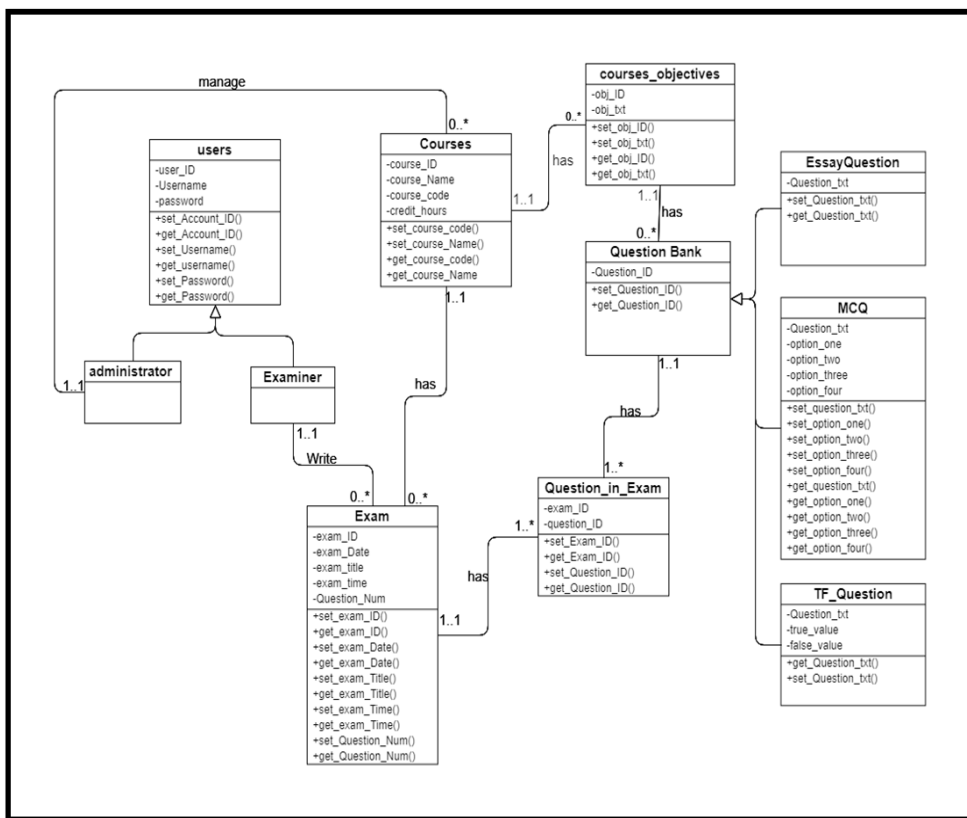 manage
0..*
1..1
users
-user_ID
-Username
-password
+set_Account_ID()
+get_Account_ID()
+set_Username()
+get_username()
+set_Password()
+get_Password()
administrator
Examiner
1..1
Write
0..*
Courses
-course_ID
-course_Name
-course_code
-credit_hours
+set_course_code()
+set_course_Name()
+get_course_code()
+get_course_Name
1..1
has
0..*
1..1
has
0..*
courses_objectives
-obj_ID
-obj_txt
+set_obj_ID()
+set_obj_txt()
+get_obj_ID()
+get_obj_txt()
1..1
has
0..*
Question Bank
-Question_ID
+set_Question_ID()
+get_Question_ID()
1..1
has
1..*
Question_in_Exam
-exam_ID
-question_ID
+set_Exam_ID()
+get_Exam_ID()
+set_Question_ID()
+get_Question_ID()
1..*
has
1..1
Exam
-exam_ID
-exam_Date
-exam_title
-exam_time
-Question_Num
+set_exam_ID()
+get_exam_ID()
+set_exam_Date()
+get_exam_Date()
+set_exam_Title()
+get_exam_Title()
+set_exam_Time()
+get_exam_Time()
+set_Question_Num()
+get_Question_Num()
EssayQuestion
-Question_txt
+set_Question_txt()
+get_Question_txt()
MCQ
-Question_txt
-option_one
-option_two
-option_three
-option_four
+set_question_txt()
+set_option_one()
+set_option_two()
+set_option_three()
+set_option_four()
+get_question_txt()
+get_option_one()
+get_option_two()
+get_option_three()
+get_option_four()
TF_Question
-Question_txt
-true_value
-false_value
+get_Question_txt()
+set_Question_txt()